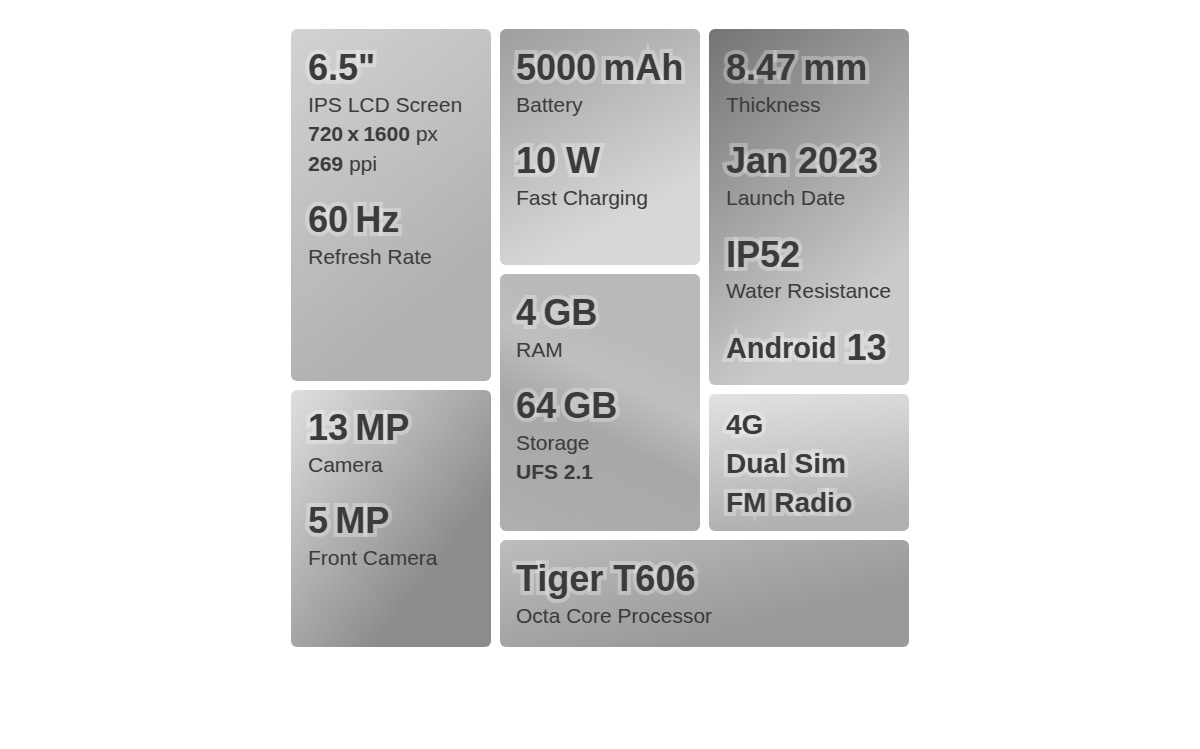 6.5"
IPS LCD Screen
720 x 1600 px
269 ppi
60 Hz
Refresh Rate
13 MP
Camera
5 MP
Front Camera
5000 mAh
Battery
10 W
Fast Charging
4 GB
RAM
64 GB
Storage
UFS 2.1
8.47 mm
Thickness
Jan 2023
Launch Date
IP52
Water Resistance
Android 13
4G
Dual Sim
FM Radio
Tiger T606
Octa Core Processor